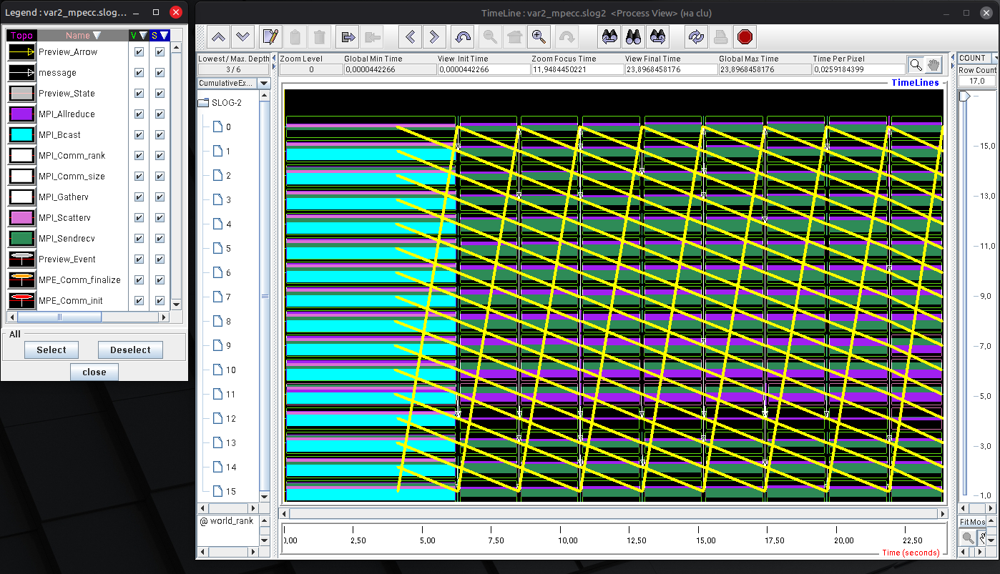 Legend : var2_mpecc.slog...
Topo Name V S
Preview_Arrow
message
Preview_State
MPI_Allreduce
MPI_Bcast
MPI_Comm_rank
MPI_Comm_size
MPI_Gatherv
MPI_Scatterv
MPI_Sendrecv
Preview_Event
MPE_Comm_finalize
MPE_Comm_init
All
Select Deselect
close
TimeLine : var2_mpecc.slog2 <Process View> (на clu)
Lowest / Max. Depth Zoom Level Global Min Time View Init Time Zoom Focus Time View Final Time Global Max Time Time Per Pixel
3 / 6 0 0,0000442266 0,0000442266 11,9484450221 23,8968458176 23,8968458176 0,0259184399
CumulativeEx...
TimeLines
SLOG-2
0
1
2
3
4
5
6
7
8
9
10
11
12
13
14
15
@ world_rank
0,00 2,50 5,00 7,50 10,00 12,50 15,00 17,50 20,00 22,50
Time (seconds)
COUNT
Row Count
17,0
15,0
13,0
11,0
9,0
7,0
5,0
3,0
1,0
Fit Mos